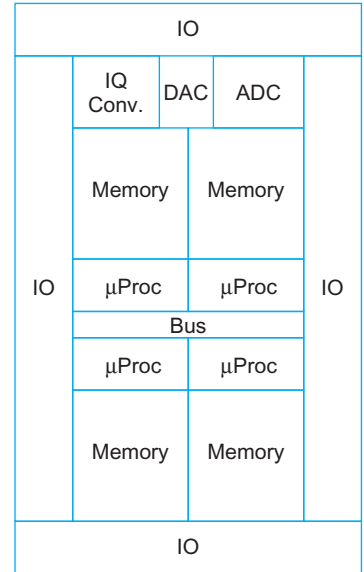 IO
IQ
Conv.
DAC
ADC
Memory
Memory
IO
μProc
μProc
IO
Bus
μProc
μProc
Memory
Memory
IO